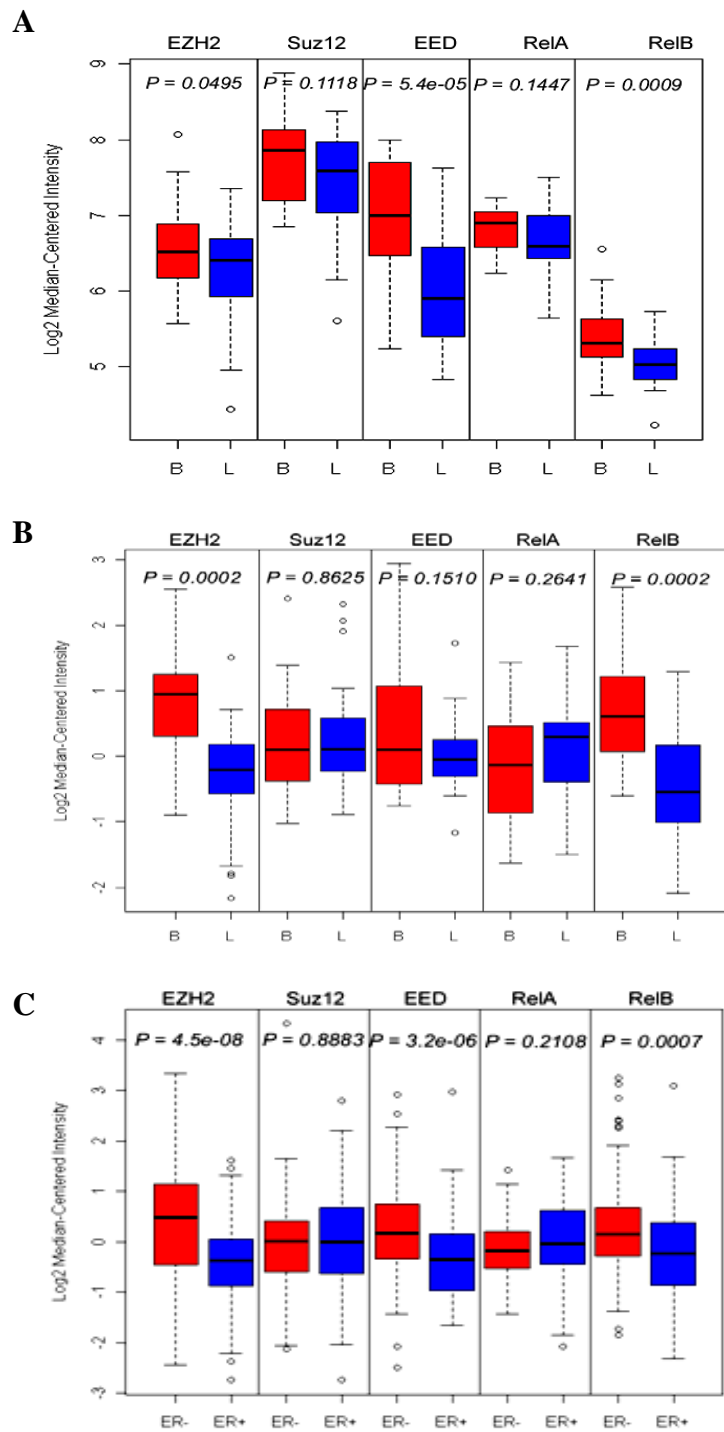 A
EZH2 Suz12 EED RelA RelB
P = 0.0495 P = 0.1118 P = 5.4e-05 P = 0.1447 P = 0.0009
Log2 Median-Centered Intensity
9
8
7
6
5
B L B L B L B L B L
B
EZH2 Suz12 EED RelA RelB
P = 0.0002 P = 0.8625 P = 0.1510 P = 0.2641 P = 0.0002
Log2 Median-Centered Intensity
3
2
1
0
-1
-2
B L B L B L B L B L
C
EZH2 Suz12 EED RelA RelB
P = 4.5e-08 P = 0.8883 P = 3.2e-06 P = 0.2108 P = 0.0007
Log2 Median-Centered Intensity
4
3
2
1
0
-1
-2
-3
ER- ER+ ER- ER+ ER- ER+ ER- ER+ ER- ER+